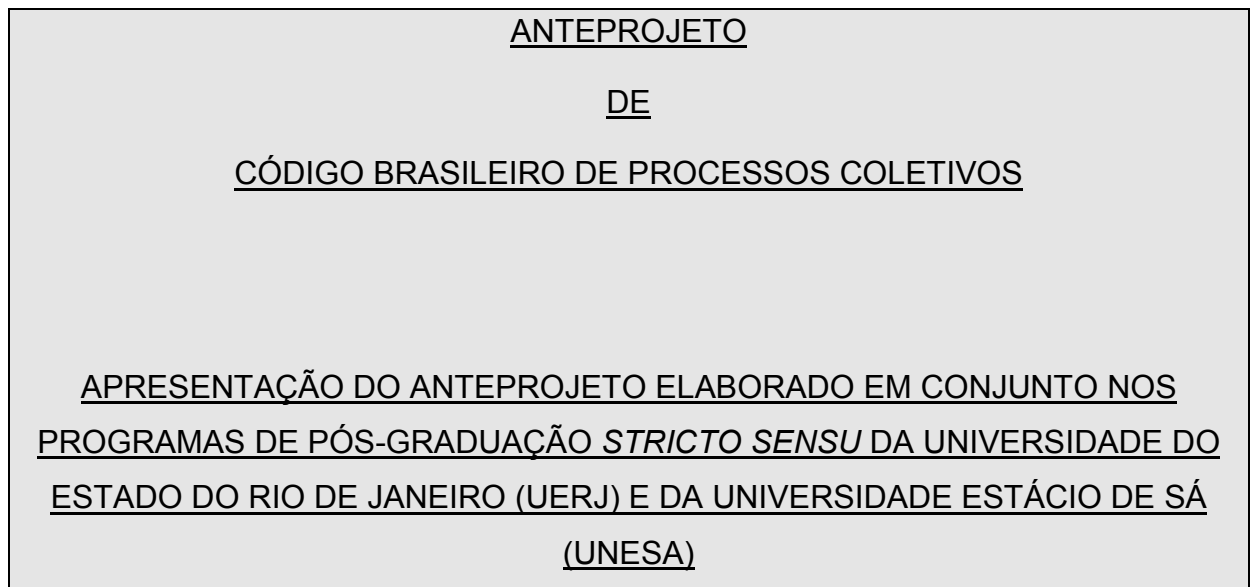 ANTEPROJETO
DE
CÓDIGO BRASILEIRO DE PROCESSOS COLETIVOS
APRESENTAÇÃO DO ANTEPROJETO ELABORADO EM CONJUNTO NOS
PROGRAMAS DE PÓS-GRADUAÇÃO STRICTO SENSU DA UNIVERSIDADE DO
ESTADO DO RIO DE JANEIRO (UERJ) E DA UNIVERSIDADE ESTÁCIO DE SÁ
(UNESA)